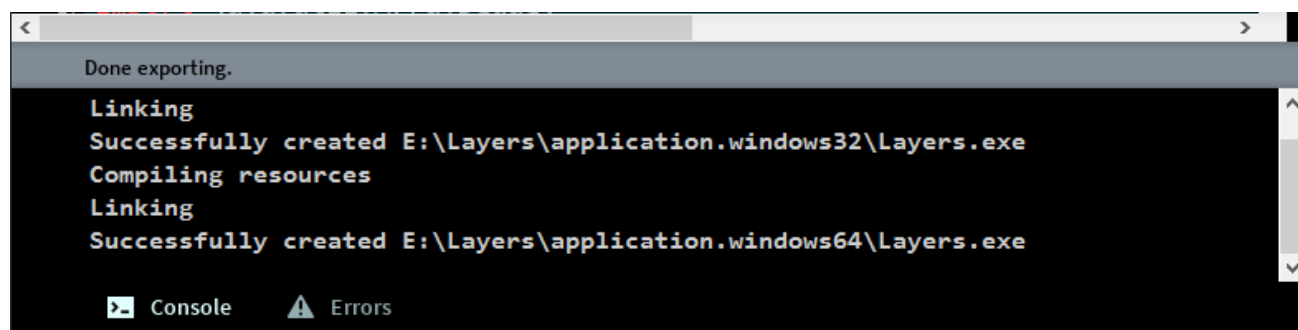 Done exporting.
Linking
Successfully created E:\Layers\application.windows32\Layers.exe
Compiling resources
Linking
Successfully created E:\Layers\application.windows64\Layers.exe
Console Errors